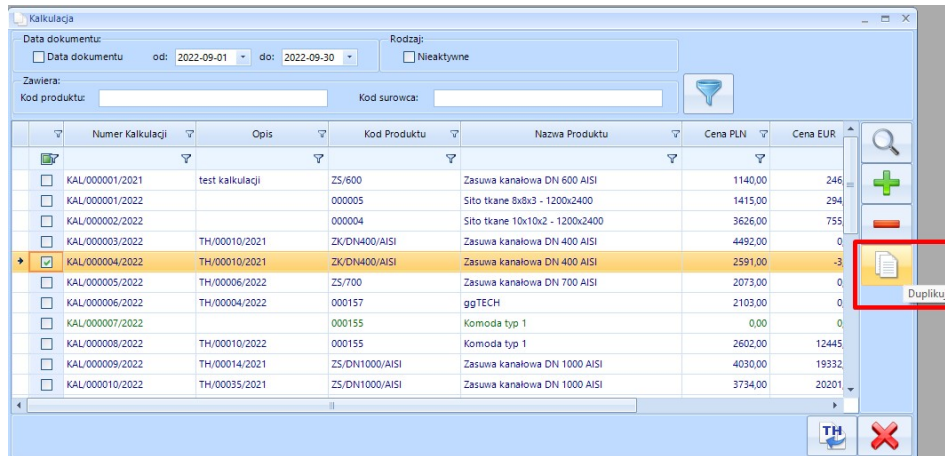 Kalkulacja
Data dokumentu: Rodzaj:
Data dokumentu od: 2022-09-01 do: 2022-09-30 Nieaktywne
Zawiera:
Kod produktu: Kod surowca:
Numer Kalkulacji Opis Kod Produktu Nazwa Produktu Cena PLN Cena EUR
KAL/000001/2021 test kalkulacji ZS/600 Zasuwa kanałowa DN 600 AISI 1140,00 246,
KAL/000001/2022 000005 Sito tkane 8x8x3 - 1200x2400 1415,00 294,
KAL/000002/2022 000004 Sito tkane 10x10x2 - 1200x2400 3626,00 755,
KAL/000003/2022 TH/00010/2021 ZK/DN400/AISI Zasuwa kanałowa DN 400 AISI 4492,00 0,
KAL/000004/2022 TH/00010/2021 ZK/DN400/AISI Zasuwa kanałowa DN 400 AISI 2591,00 -3,
Duplikuj
KAL/000005/2022 TH/00006/2022 ZS/700 Zasuwa kanałowa DN 700 AISI 2073,00 0,
KAL/000006/2022 TH/00004/2022 000157 ggTECH 2103,00 0,
KAL/000007/2022 000155 Komoda typ 1 0,00 0,
KAL/000008/2022 TH/00010/2022 000155 Komoda typ 1 2602,00 12445,
KAL/000009/2022 TH/00014/2021 ZS/DN1000/AISI Zasuwa kanałowa DN 1000 AISI 4030,00 19332,
KAL/000010/2022 TH/00035/2021 ZS/DN1000/AISI Zasuwa kanałowa DN 1000 AISI 3734,00 20201,
TH